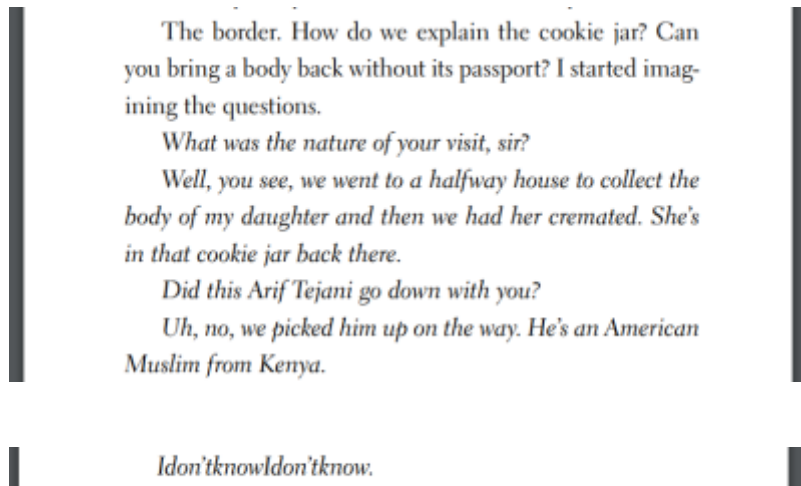 The border. How do we explain the cookie jar? Can
you bring a body back without its passport? I started imag-
ining the questions.
What was the nature of your visit, sir?
Well, you see, we went to a halfway house to collect the
body of my daughter and then we had her cremated. She’s
in that cookie jar back there.
Did this Arif Tejani go down with you?
Uh, no, we picked him up on the way. He’s an American
Muslim from Kenya.
Idon’tknowIdon’tknow.